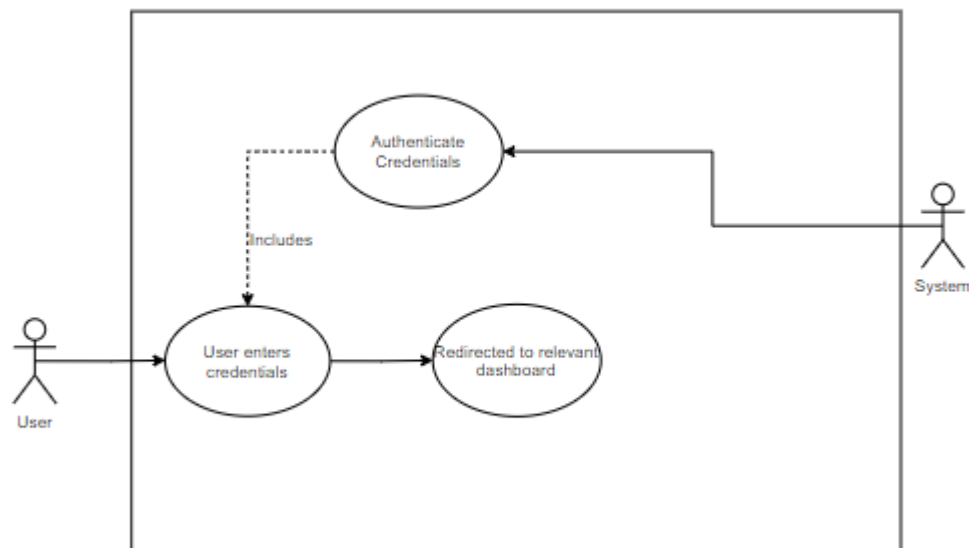 Authenticate
Credentials
Includes
System
User enters
credentials
Redirected to relevant
dashboard
User